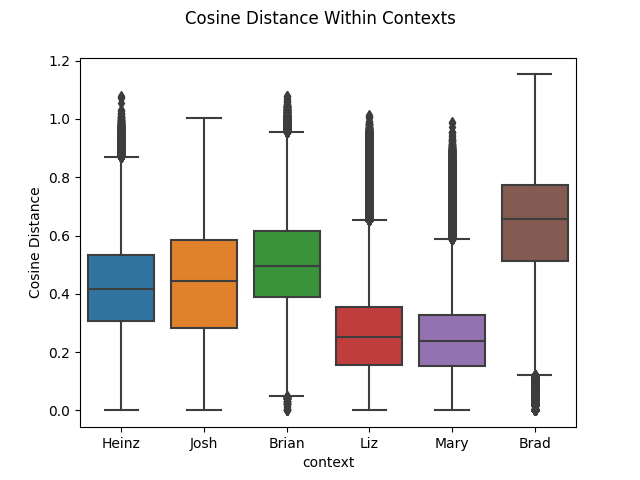 Cosine Distance Within Contexts
Cosine Distance
1.2
1.0
0.8
0.6
0.4
0.2
0.0
Heinz Josh Brian Liz Mary Brad
context